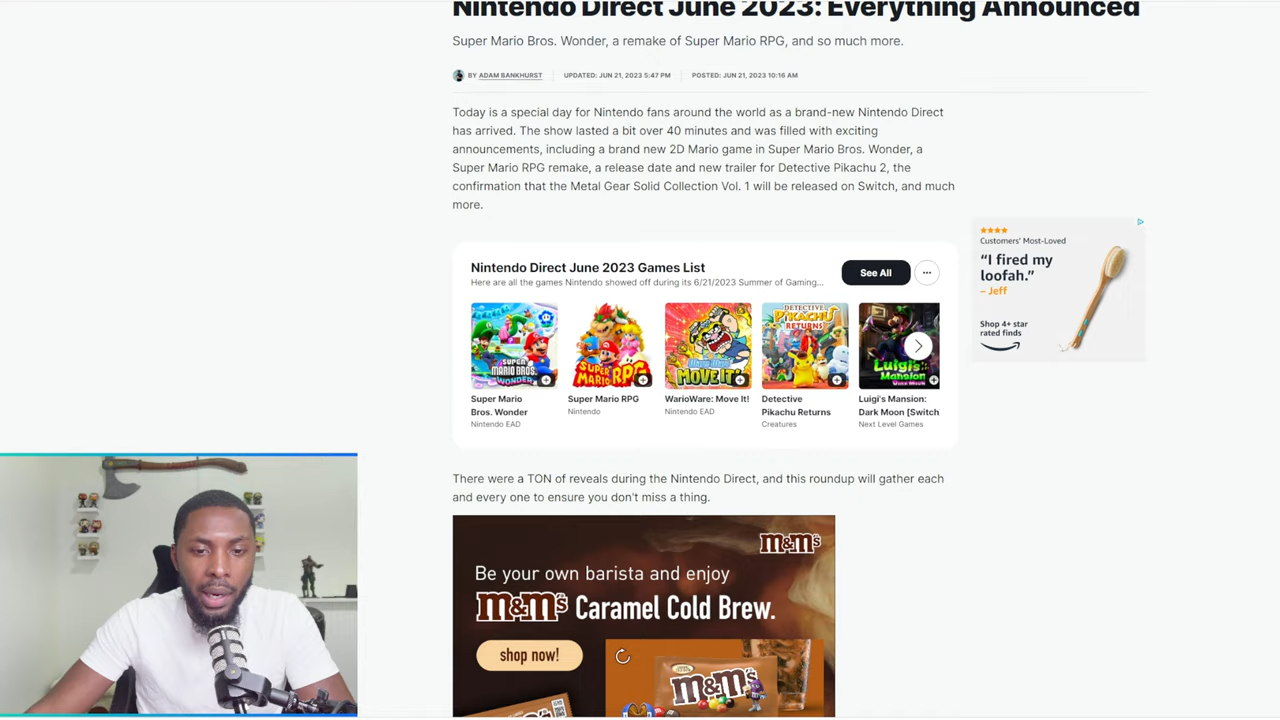 Nintendo Direct June 2023: Everything Announced
Super Mario Bros. Wonder, a remake of Super Mario RPG, and so much more.
BY ADAM BANKHURST UPDATED: JUN 21, 2023 5:47 PM POSTED: JUN 21, 2023 10:16 AM
Today is a special day for Nintendo fans around the world as a brand-new Nintendo Direct
has arrived. The show lasted a bit over 40 minutes and was filled with exciting
announcements, including a brand new 2D Mario game in Super Mario Bros. Wonder, a
Super Mario RPG remake, a release date and new trailer for Detective Pikachu 2, the
confirmation that the Metal Gear Solid Collection Vol. 1 will be released on Switch, and much
more.
Customers' Most-Loved
“I fired my
loofah.”
– Jeff
Shop 4+ star
rated finds
Nintendo Direct June 2023 Games List
Here are all the games Nintendo showed off during its 6/21/2023 Summer of Gaming...
See All
SUPER
MARIO BROS.
WONDER
SUPER
MARIO RPG
MOVE IT!
DETECTIVE
PIKACHU
RETURNS
Luigi's
Mansion
Super Mario
Bros. Wonder
Nintendo EAD
Super Mario RPG
Nintendo
WarioWare: Move It!
Nintendo EAD
Detective
Pikachu Returns
Creatures
Luigi's Mansion:
Dark Moon [Switch
Next Level Games
There were a TON of reveals during the Nintendo Direct, and this roundup will gather each
and every one to ensure you don't miss a thing.
m&m's
Be your own barista and enjoy
m&m's Caramel Cold Brew.
shop now!
m&m's